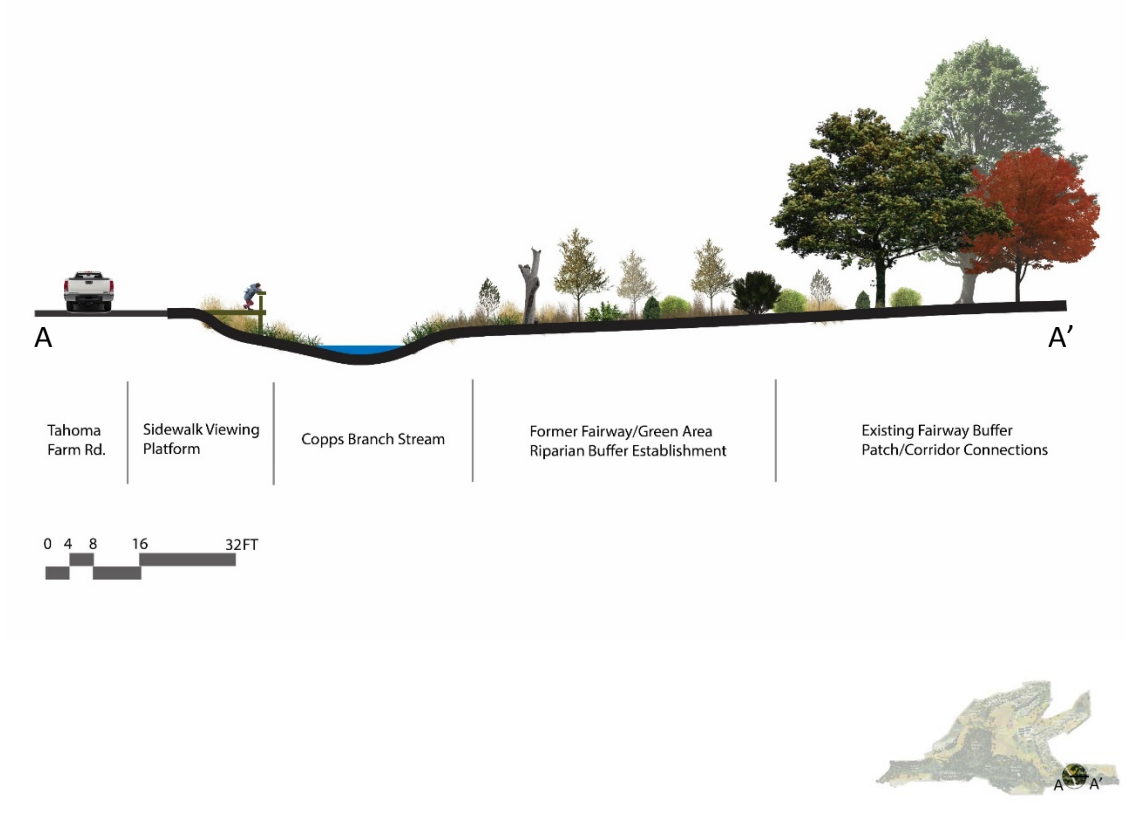 A
A’
Tahoma
Farm Rd.
Sidewalk Viewing
Platform
Copps Branch Stream
Former Fairway/Green Area
Riparian Buffer Establishment
Existing Fairway Buffer
Patch/Corridor Connections
0 4 8 16 32FT
A A’